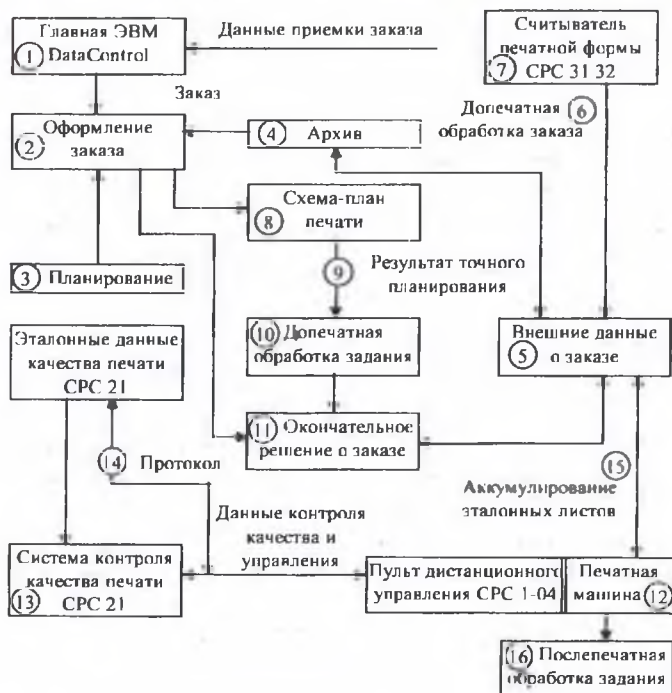 Главная ЭВМ
1 DataControl
Данные приемки заказа
Считыватель
печатной формы
7 СРС 31 32
Заказ
Оформление
2 заказа
4 Архив
Допечатная 6
обработка заказа
Схема-план
8 печати
3 Планирование
9 Результат точного
планирования
Эталонные данные
качества печати
СРС 21
10 Допечатная
обработка задания
Внешние данные
5 о заказе
11 Окончательное
решение о заказе
14 Протокол
15
Аккумулирование
эталонных листов
Данные контроля
качества и
управления
Система контроля
качества печати
13 СРС 21
Пульт дистанционного
управления СРС 1-04
Печатная
машина 12
16 Послепечатная
обработка задания